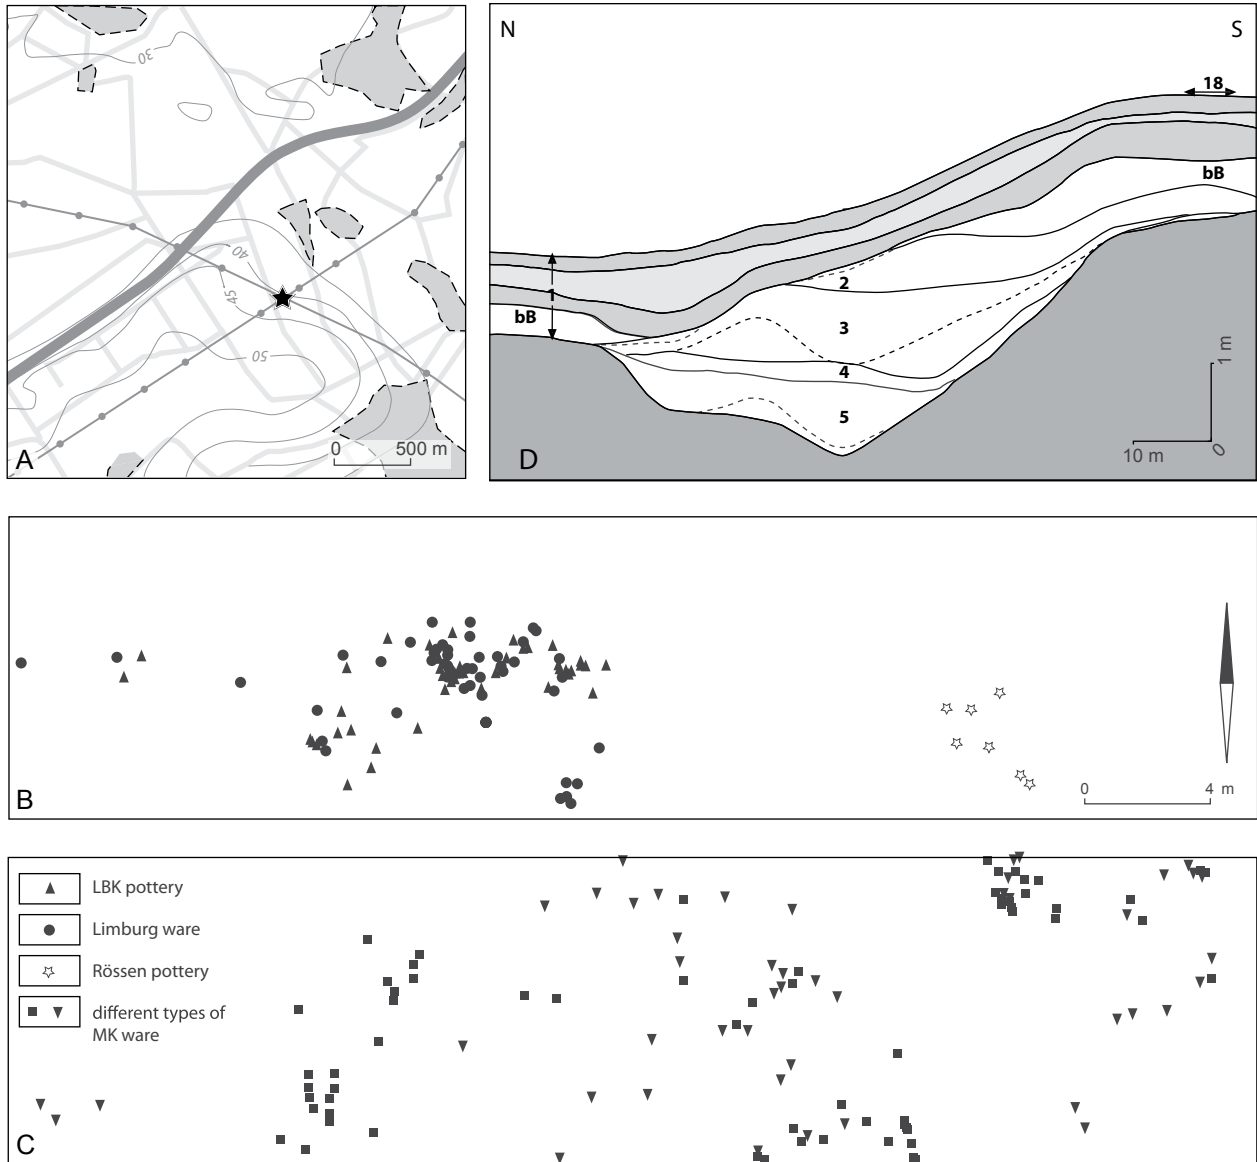 30
40
45
50
0 500 m
A
N S
18
bB
1
2
bB
3
4
5
1 m
10 m 0
D
0 4 m
B
LBK pottery
Limburg ware
Rössen pottery
different types of
MK ware
C